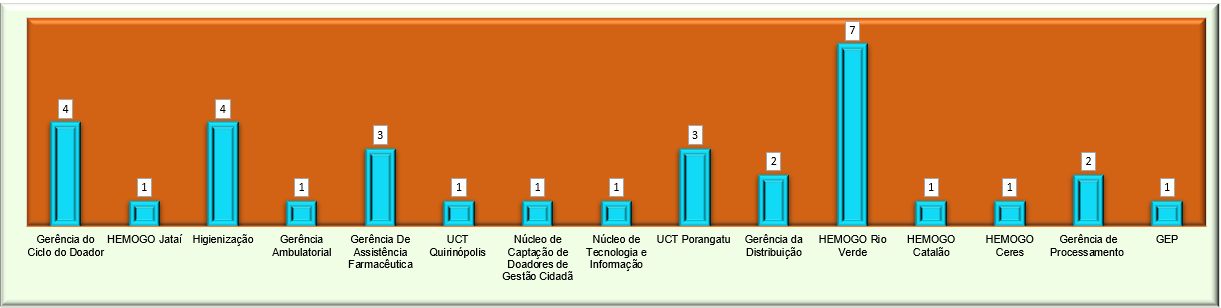 4
1
4
1
3
1
1
1
3
2
7
1
1
2
1
Gerência do
Ciclo do Doador
HEMOGO Jataí
Higienização
Gerência
Ambulatorial
Gerência De
Assistência
Farmacêutica
UCT
Quirinópolis
Núcleo de
Captação de
Doadores de
Gestão Cidadã
Núcleo de
Tecnologia e
Informação
UCT Porangatu
Gerência da
Distribuição
HEMOGO Rio
Verde
HEMOGO
Catalão
HEMOGO
Ceres
Gerência de
Processamento
GEP